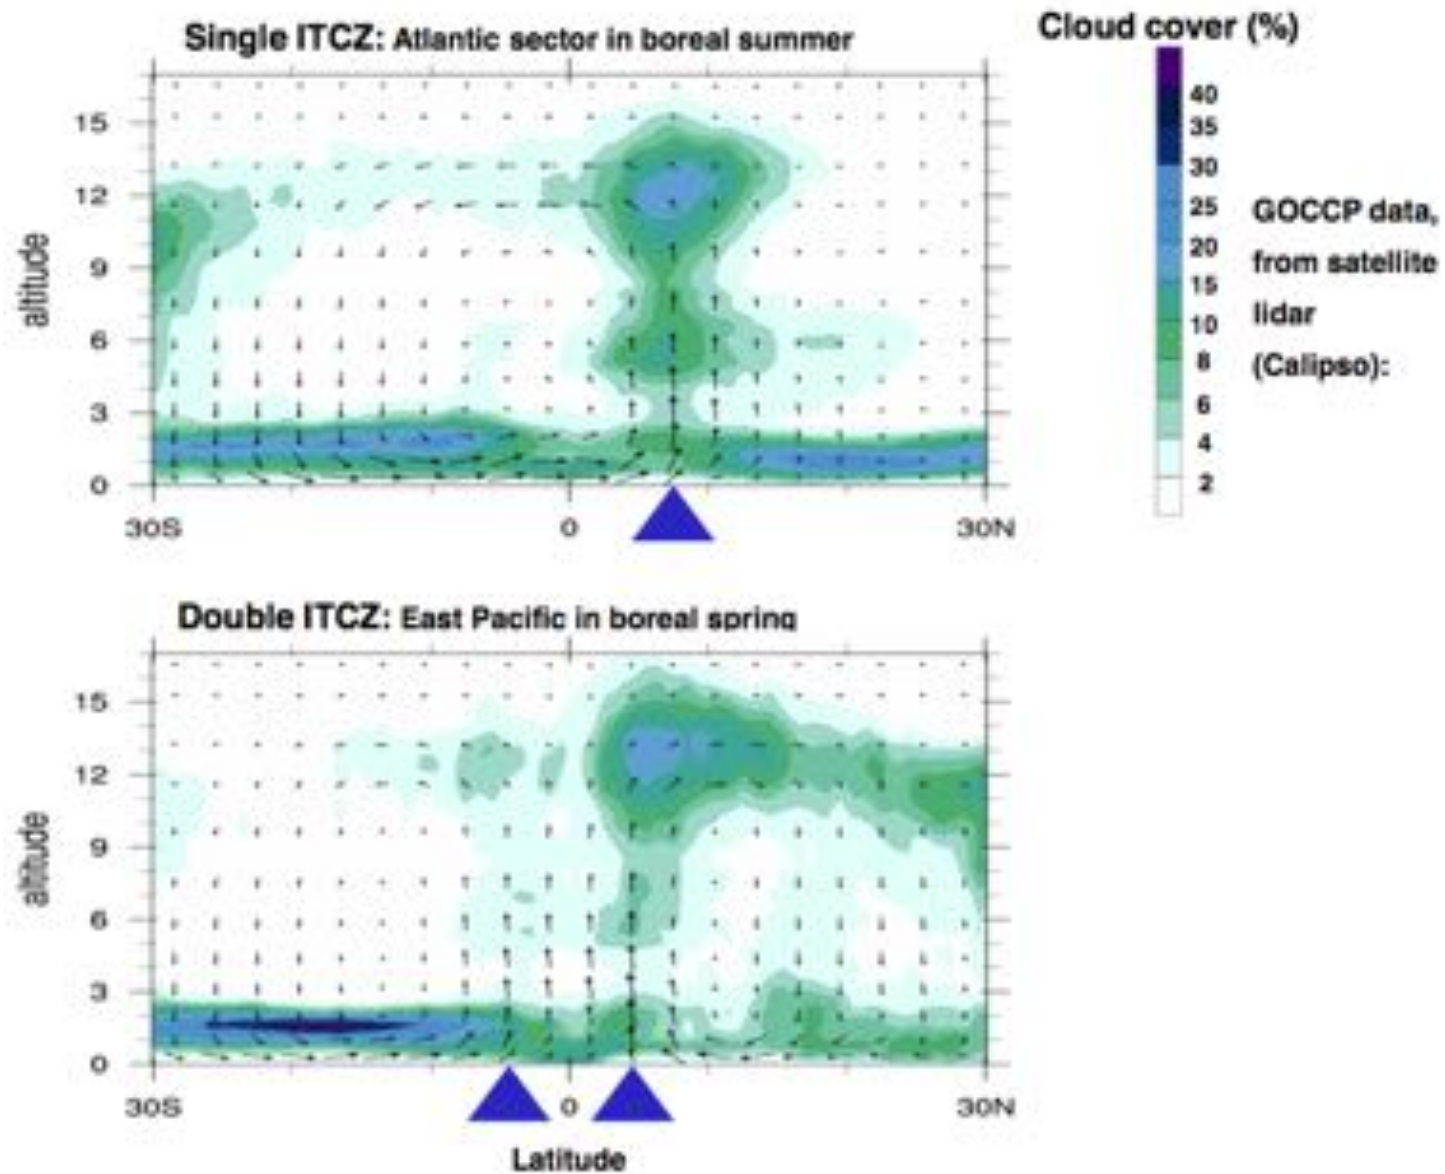 Single ITCZ: Atlantic sector in boreal summer
Cloud cover (%)
40
35
30
25
20
15
10
8
6
4
2
GOCCP data,
from satellite
lidar
(Calipso):
altitude
15
12
9
6
3
0
30S 0 30N
Double ITCZ: East Pacific in boreal spring
altitude
15
12
9
6
3
0
30S 0 30N
Latitude